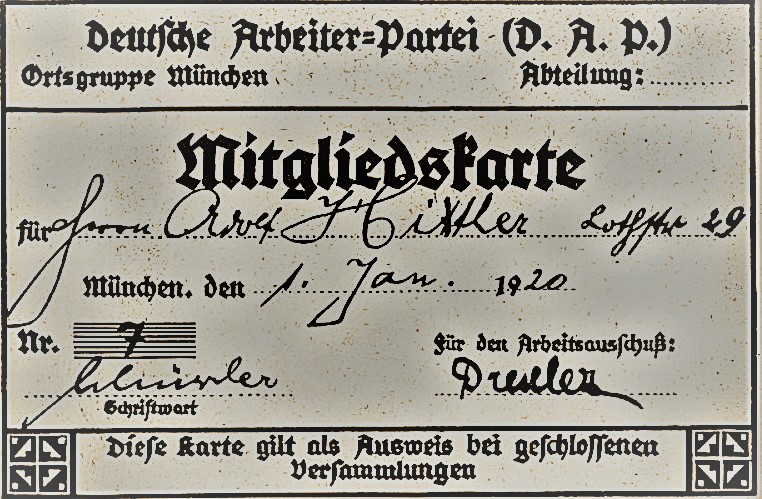 Deutsche Arbeiter=Partei (D. A. P.)
Ortsgruppe München Abteilung:
Mitgliedskarte
für Herrn Adolf Hittler Lothstr 29
München, den 1. Jan. 1920
Nr. 7 Für den Arbeitsausschuß:
Schüssler Drexler
Schriftwart
Diese Karte gilt als Ausweis bei geschlossenen
Versammlungen